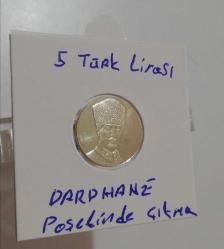 5 Türk Lirası
DARPHANE
Poşetinde çıkma